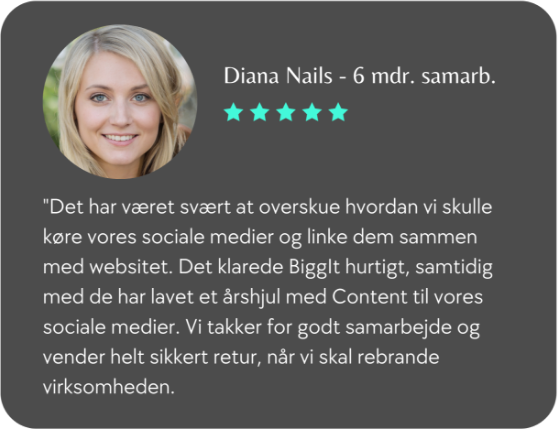 Diana Nails - 6 mdr. samarb.
"Det har været svært at overskue hvordan vi skulle
køre vores sociale medier og linke dem sammen
med websitet. Det klarede BiggIt hurtigt, samtidig
med de har lavet et årshjul med Content til vores
sociale medier. Vi takker for godt samarbejde og
vender helt sikkert retur, når vi skal rebrande
virksomheden.